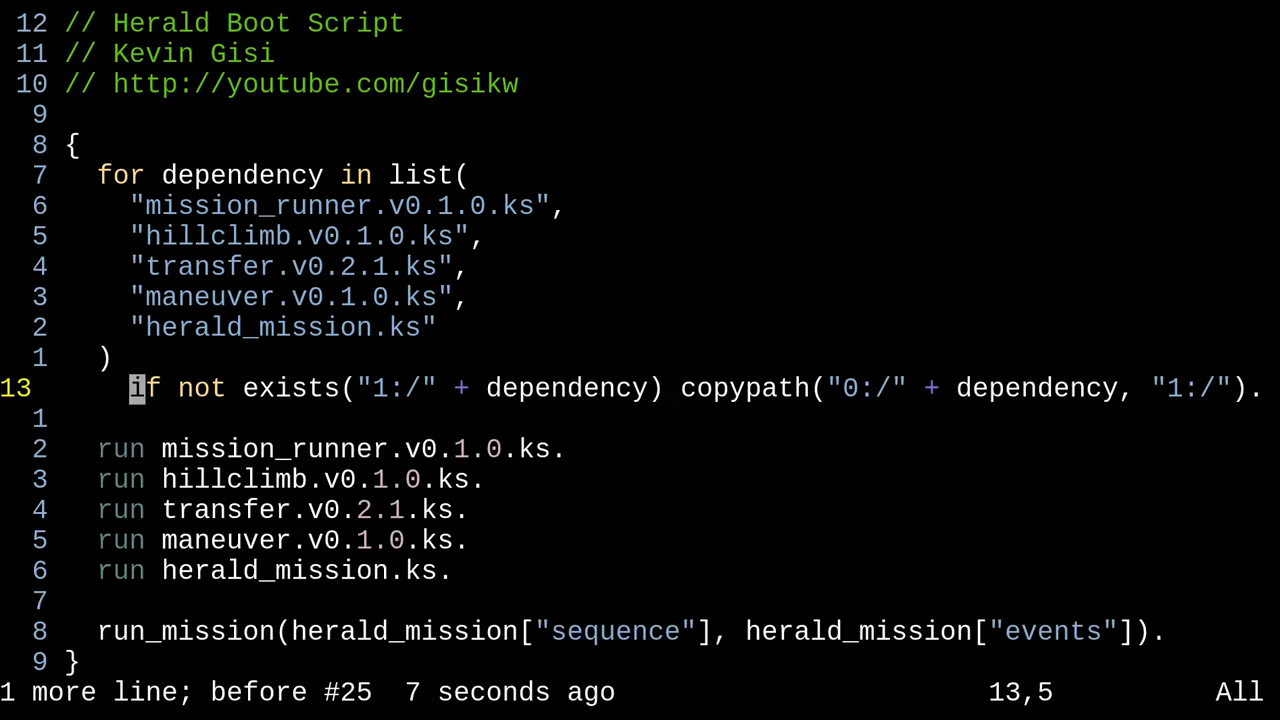 12 // Herald Boot Script
11 // Kevin Gisi
10 // http://youtube.com/gisikw
9
8 {
7   for dependency in list(
6     "mission_runner.v0.1.0.ks",
5     "hillclimb.v0.1.0.ks",
4     "transfer.v0.2.1.ks",
3     "maneuver.v0.1.0.ks",
2     "herald_mission.ks"
1   )
13     if not exists("1:/" + dependency) copypath("0:/" + dependency, "1:/").
1
2   run mission_runner.v0.1.0.ks.
3   run hillclimb.v0.1.0.ks.
4   run transfer.v0.2.1.ks.
5   run maneuver.v0.1.0.ks.
6   run herald_mission.ks.
7
8   run_mission(herald_mission["sequence"], herald_mission["events"]).
9 }
1 more line; before #25  7 seconds ago  13,5  All